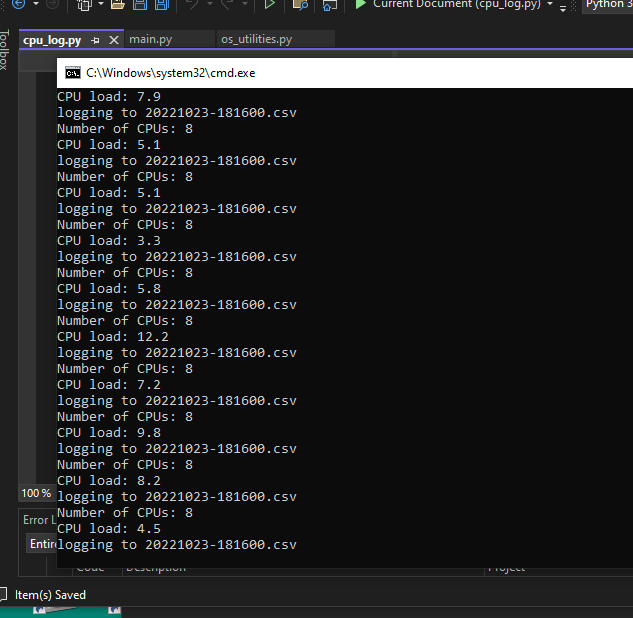 Current Document (cpu_log.py)
Python 3
Toolbox
cpu_log.py
main.py
os_utilities.py
C:\Windows\system32\cmd.exe
CPU load: 7.9
logging to 20221023-181600.csv
Number of CPUs: 8
CPU load: 5.1
logging to 20221023-181600.csv
Number of CPUs: 8
CPU load: 5.1
logging to 20221023-181600.csv
Number of CPUs: 8
CPU load: 3.3
logging to 20221023-181600.csv
Number of CPUs: 8
CPU load: 5.8
logging to 20221023-181600.csv
Number of CPUs: 8
CPU load: 12.2
logging to 20221023-181600.csv
Number of CPUs: 8
CPU load: 7.2
logging to 20221023-181600.csv
Number of CPUs: 8
CPU load: 9.8
logging to 20221023-181600.csv
Number of CPUs: 8
CPU load: 8.2
logging to 20221023-181600.csv
Number of CPUs: 8
CPU load: 4.5
logging to 20221023-181600.csv
100 %
Error L
Entir
Code Description Project
Item(s) Saved